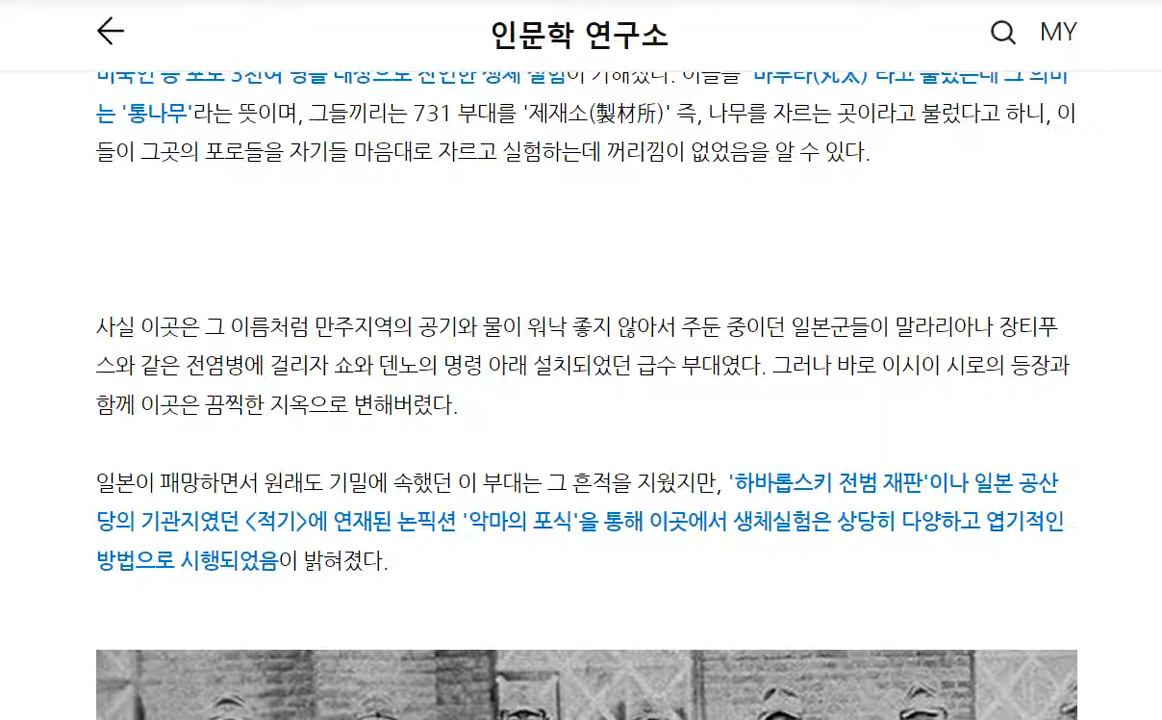 인문학 연구소
MY
미국인 등 포로 3천여 명을 대상으로 잔인한 생체 실험이 가해졌다. 이들을 '마루타(丸太)'라고 불렀는데 그 의미
는 '통나무'라는 뜻이며, 그들끼리는 731 부대를 '제재소(製材所)' 즉, 나무를 자르는 곳이라고 불렀다고 하니, 이
들이 그곳의 포로들을 자기들 마음대로 자르고 실험하는데 꺼리낌이 없었음을 알 수 있다.
사실 이곳은 그 이름처럼 만주지역의 공기와 물이 워낙 좋지 않아서 주둔 중이던 일본군들이 말라리아나 장티푸
스와 같은 전염병에 걸리자 쇼와 덴노의 명령 아래 설치되었던 급수 부대였다. 그러나 바로 이시이 시로의 등장과
함께 이곳은 끔찍한 지옥으로 변해버렸다.
일본이 패망하면서 원래도 기밀에 속했던 이 부대는 그 흔적을 지웠지만, '하바롭스키 전범 재판'이나 일본 공산
당의 기관지였던 <적기>에 연재된 논픽션 '악마의 포식'을 통해 이곳에서 생체실험은 상당히 다양하고 엽기적인
방법으로 시행되었음이 밝혀졌다.